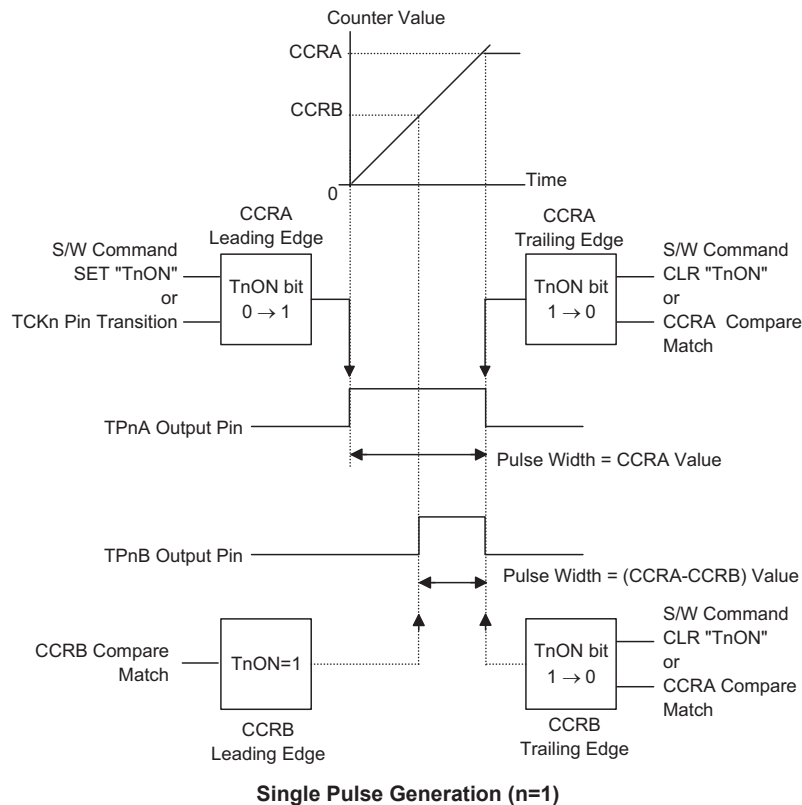 Counter Value
CCRA
CCRB
0
Time
CCRA
Leading Edge
S/W Command
SET "TnON"
or
TCKn Pin Transition
TnON bit
0 → 1
CCRA
Trailing Edge
TnON bit
1 → 0
S/W Command
CLR "TnON"
or
CCRA Compare
Match
TPnA Output Pin
Pulse Width = CCRA Value
TPnB Output Pin
Pulse Width = (CCRA-CCRB) Value
CCRB Compare
Match
TnON=1
CCRB
Leading Edge
TnON bit
1 → 0
CCRB
Trailing Edge
S/W Command
CLR "TnON"
or
CCRA Compare
Match
Single Pulse Generation (n=1)